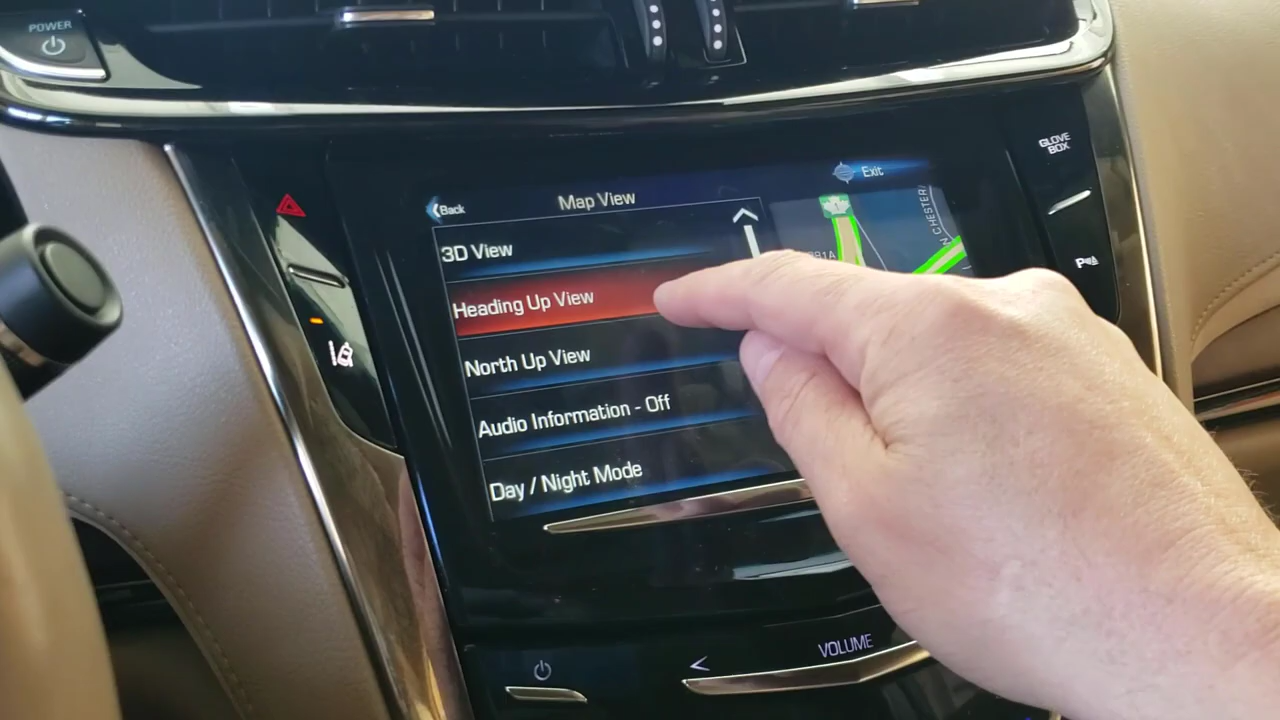 POWER
GLOVE
BOX
Exit
Back
Map View
3D View
N CHESTER
Heading Up View
North Up View
Audio Information - Off
Day / Night Mode
VOLUME